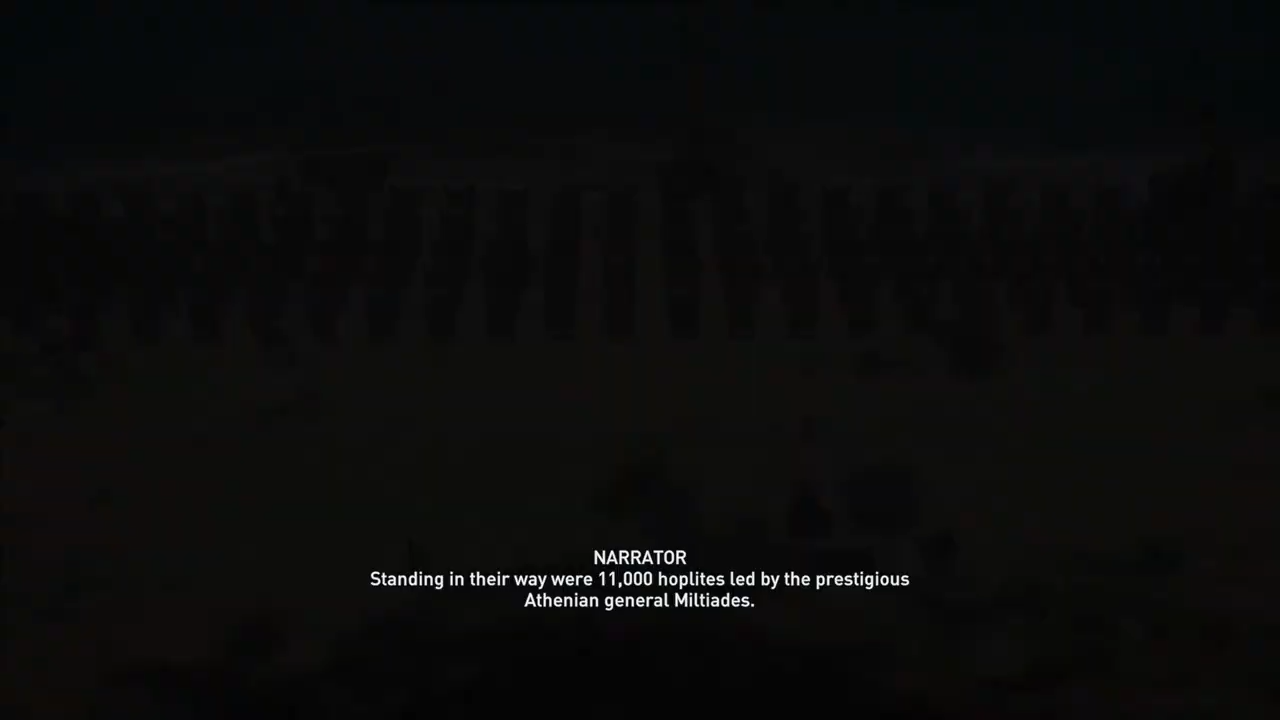 NARRATOR
Standing in their way were 11,000 hoplites led by the prestigious
Athenian general Miltiades.